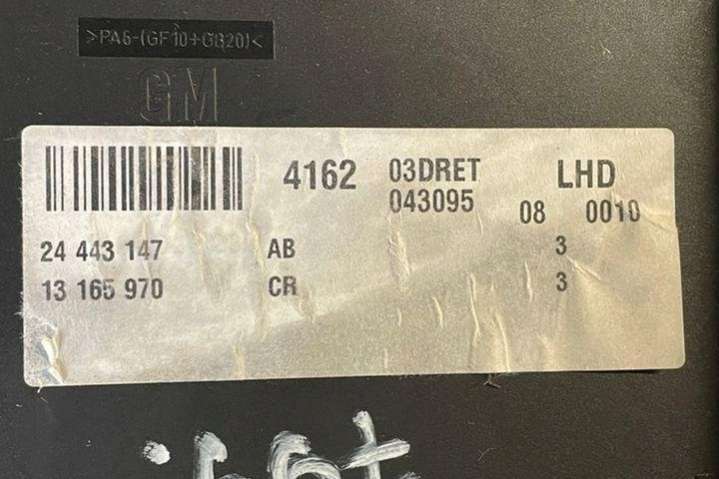 >PA6-(GF10+GB20)<
GM
4162 03DRET LHD
043095 08 0010
24 443 147 AB 3
13 165 970 CR 3